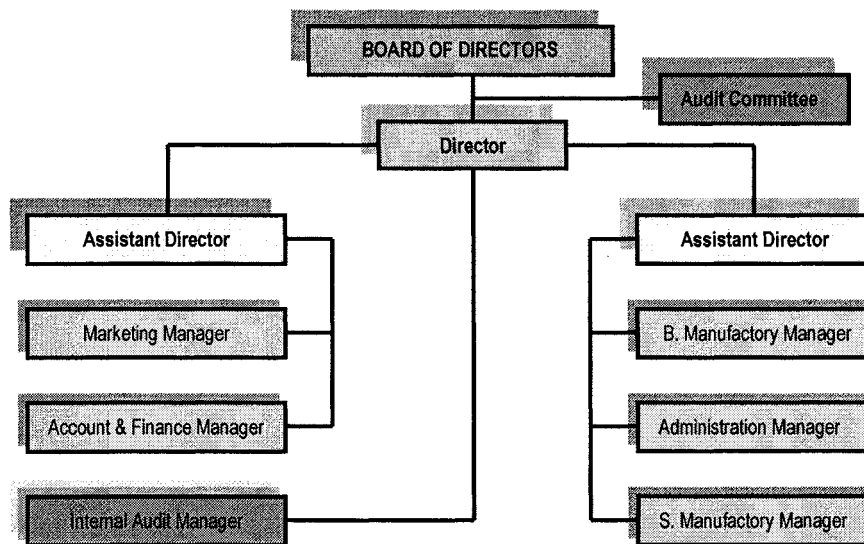 BOARD OF DIRECTORS
Audit Committee
Director
Assistant Director
Assistant Director
Marketing Manager
B. Manufactory Manager
Account & Finance Manager
Administration Manager
Internal Audit Manager
S. Manufactory Manager